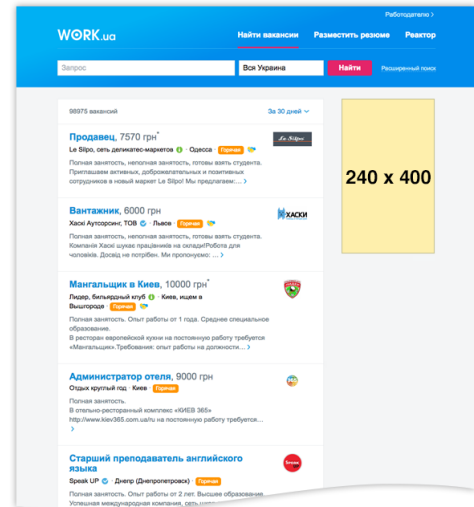 Работодателю >
WORK.ua
Найти вакансии Разместить резюме Реактор
Запрос Вся Украина Найти Расширенный поиск
98975 вакансий За 30 дней
Продавец, 7570 грн*
Le Silpo
Le Silpo, сеть деликатес-маркетов · Одесса · Горячая
Полная занятость, неполная занятость, готовы взять студента.
Приглашаем активных, доброжелательных и позитивных
сотрудников в новый маркет Le Silpo! Мы предлагаем:... >
240 x 400
Вантажник, 6000 грн
ХАСКИ
Хаскі Аутсорсинг, ТОВ · Львов · Горячая
Полная занятость, неполная занятость, готовы взять студента.
Компанія Хаскі шукає працівників на склади!Робота для
чоловіків. Досвід не потрібен. Ми пропонуємо: ... >
Мангальщик в Киев, 10000 грн*
Лидер, бильярдный клуб · Киев, ищем в
Вышгороде · Горячая
Полная занятость. Опыт работы от 1 года. Среднее специальное
образование.
В ресторан европейской кухни на постоянную работу требуется
«Мангальщик».Требования: опыт работы на должности... >
Администратор отеля, 9000 грн
365
Отдых круглый год · Киев · Горячая
Полная занятость.
В отельно-ресторанный комплекс «КИЕВ 365»
http://www.kiev365.com.ua/ru на постоянную работу требуется...
>
Старший преподаватель английского
языка
Speak
Speak UP · Днепр (Днепропетровск) · Горячая
Полная занятость. Опыт работы от 2 лет. Высшее образование.
Успешная международная компания, сеть